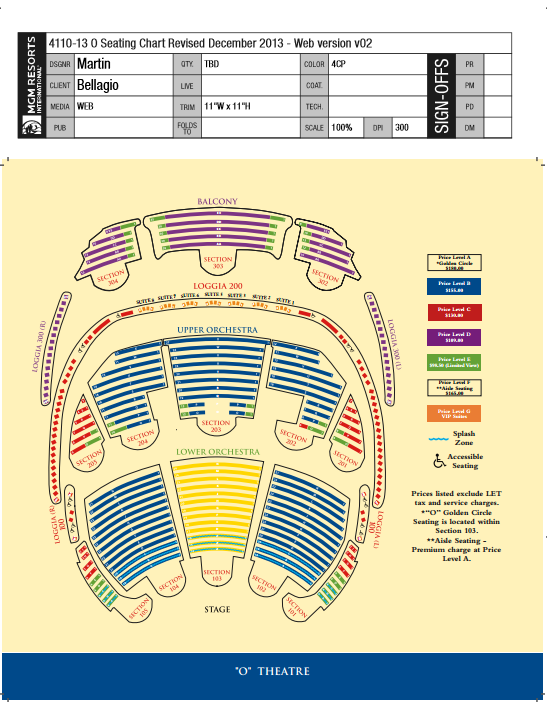 4110-13 O Seating Chart Revised December 2013 - Web version v02
MGM RESORTS
INTERNATIONAL
DSGNR Martin QTY. TBD COLOR 4CP PR
CLIENT Bellagio LIVE COAT. PM
MEDIA WEB TRIM 11"W x 11"H TECH. PD
PUB FOLDS TO SCALE 100% DPI 300 DM
SIGN-OFFS
BALCONY
SECTION 304
SECTION 303
SECTION 302
LOGGIA 200
SUITE 8 SUITE 7 SUITE 6 SUITE 5 SUITE 4 SUITE 3 SUITE 2 SUITE 1
LOGGIA 300 (R)
LOGGIA 300 (L)
UPPER ORCHESTRA
SECTION 205
SECTION 204
SECTION 203
SECTION 202
SECTION 201
LOWER ORCHESTRA
LOGGIA (R) 100
LOGGIA (L) 100
SECTION 105
SECTION 104
SECTION 103
SECTION 102
SECTION 101
STAGE
Price Level A
*Golden Circle
$180.00
Price Level B
$155.00
Price Level C
$130.00
Price Level D
$109.00
Price Level E
$98.50 (Limited View)
Price Level F
**Aisle Seating
$165.00
Price Level G
VIP Suites
Splash
Zone
Accessible
Seating
Prices listed exclude LET
tax and service charges.
*"O" Golden Circle
Seating is located within
Section 103.
**Aisle Seating –
Premium charge at Price
Level A.
"O" THEATRE